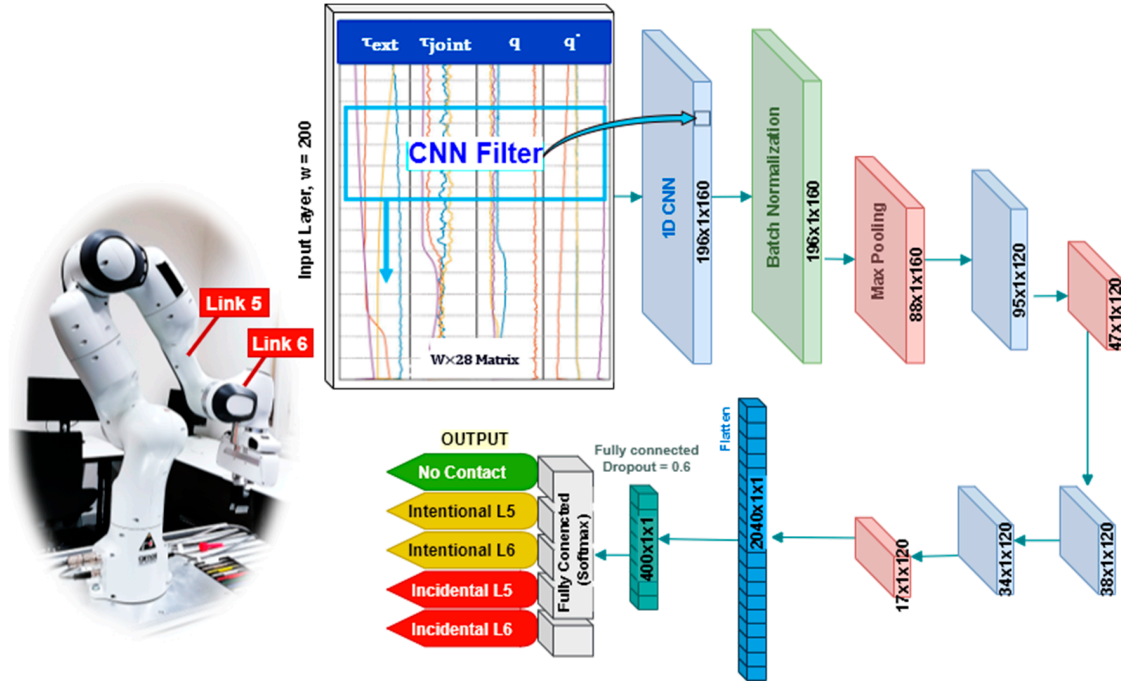 τext τjoint q q˙
Input Layer, w = 200
CNN Filter
W×28 Matrix
1D CNN
196x1x160
Batch Normalization
196x1x160
Max Pooling
88x1x160
95x1x120
47x1x120
Link 5
Link 6
38x1x120
34x1x120
17x1x120
Flatten
2040x1x1
Fully connected
Dropout = 0.6
400x1x1
Fully Conencted
(Softmax)
OUTPUT
No Contact
Intentional L5
Intentional L6
Incidental L5
Incidental L6